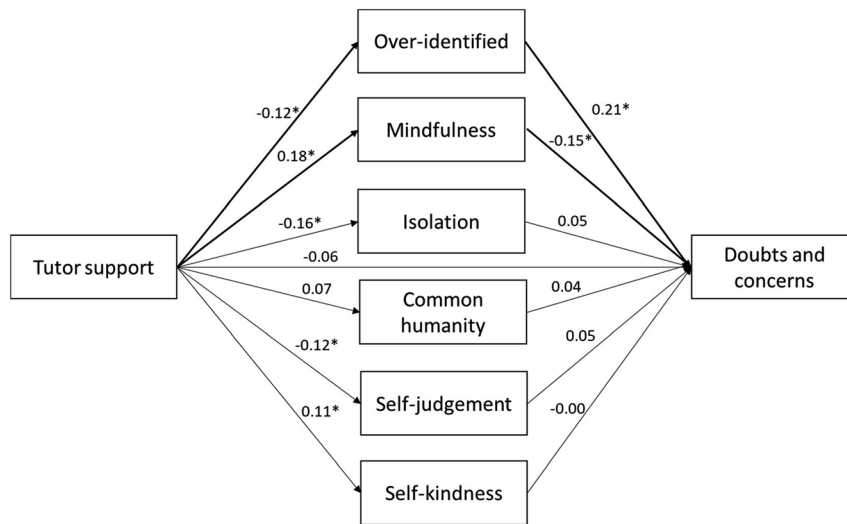 Over-identified
-0.12*
0.21*
Mindfulness
0.18*
-0.15*
Isolation
-0.16*
0.05
Tutor support
-0.06
Doubts and
concerns
0.07
Common
humanity
0.04
-0.12*
0.05
Self-judgement
0.11*
-0.00
Self-kindness